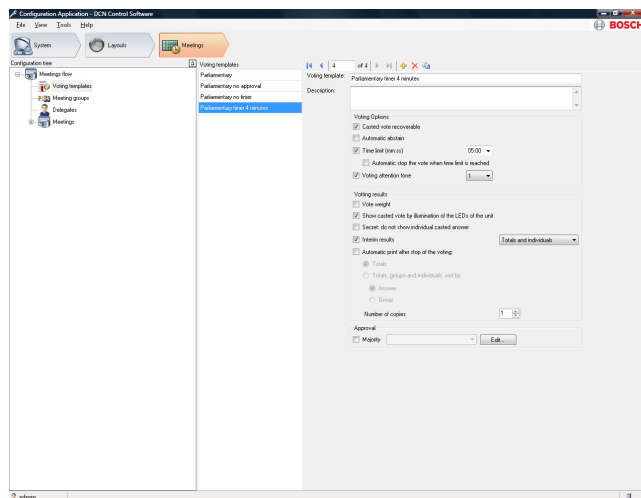 Configuration Application - DCN Control Software
File View Tools Help
BOSCH
System Layouts Meetings
Configuration tree
Meetings flow
Voting templates
Meeting groups
Delegates
Meetings
Voting templates
Parliamentary
Parliamentary no approval
Parliamentary no timer
Parliamentary timer 4 minutes
4 of 4
Voting template: Parliamentary timer 4 minutes
Description:
Voting Options
Casted vote recoverable
Automatic abstain
Time limit (mm:ss) 05:00
Automatic stop the vote when time limit is reached
Voting attention tone 1
Voting results
Vote weight
Show casted vote by illumination of the LEDs of the unit
Secret: do not show individual casted answer
Interim results Totals and individuals
Automatic print after stop of the voting:
Totals
Totals, groups and individuals, sort by
Answer
Group
Number of copies 1
Approval
Majority Edit...
admin